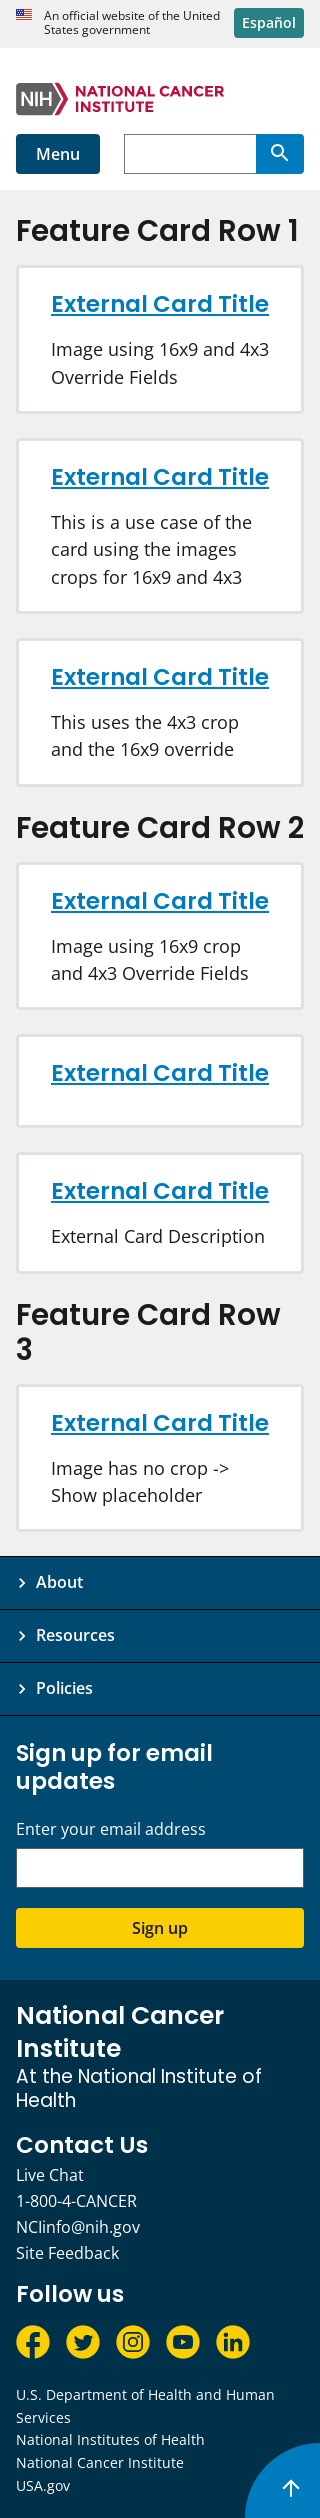 An official website of the United
States government
Español
NIH
NATIONAL CANCER
INSTITUTE
Menu
Feature Card Row 1
External Card Title
Image using 16x9 and 4x3
Override Fields
External Card Title
This is a use case of the
card using the images
crops for 16x9 and 4x3
External Card Title
This uses the 4x3 crop
and the 16x9 override
Feature Card Row 2
External Card Title
Image using 16x9 crop
and 4x3 Override Fields
External Card Title
External Card Title
External Card Description
Feature Card Row
3
External Card Title
Image has no crop ->
Show placeholder
About
Resources
Policies
Sign up for email
updates
Enter your email address
Sign up
National Cancer
Institute
At the National Institute of
Health
Contact Us
Live Chat
1-800-4-CANCER
NCIinfo@nih.gov
Site Feedback
Follow us
U.S. Department of Health and Human
Services
National Institutes of Health
National Cancer Institute
USA.gov